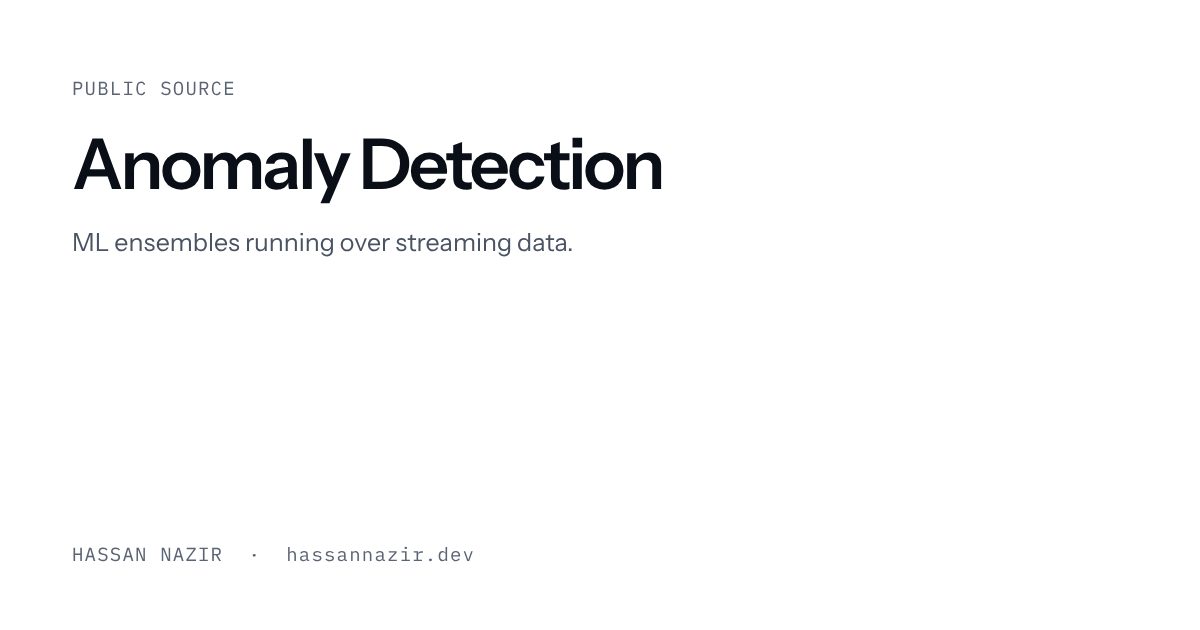 PUBLIC SOURCE
Anomaly Detection
ML ensembles running over streaming data.
HASSAN NAZIR · hassannazir.dev